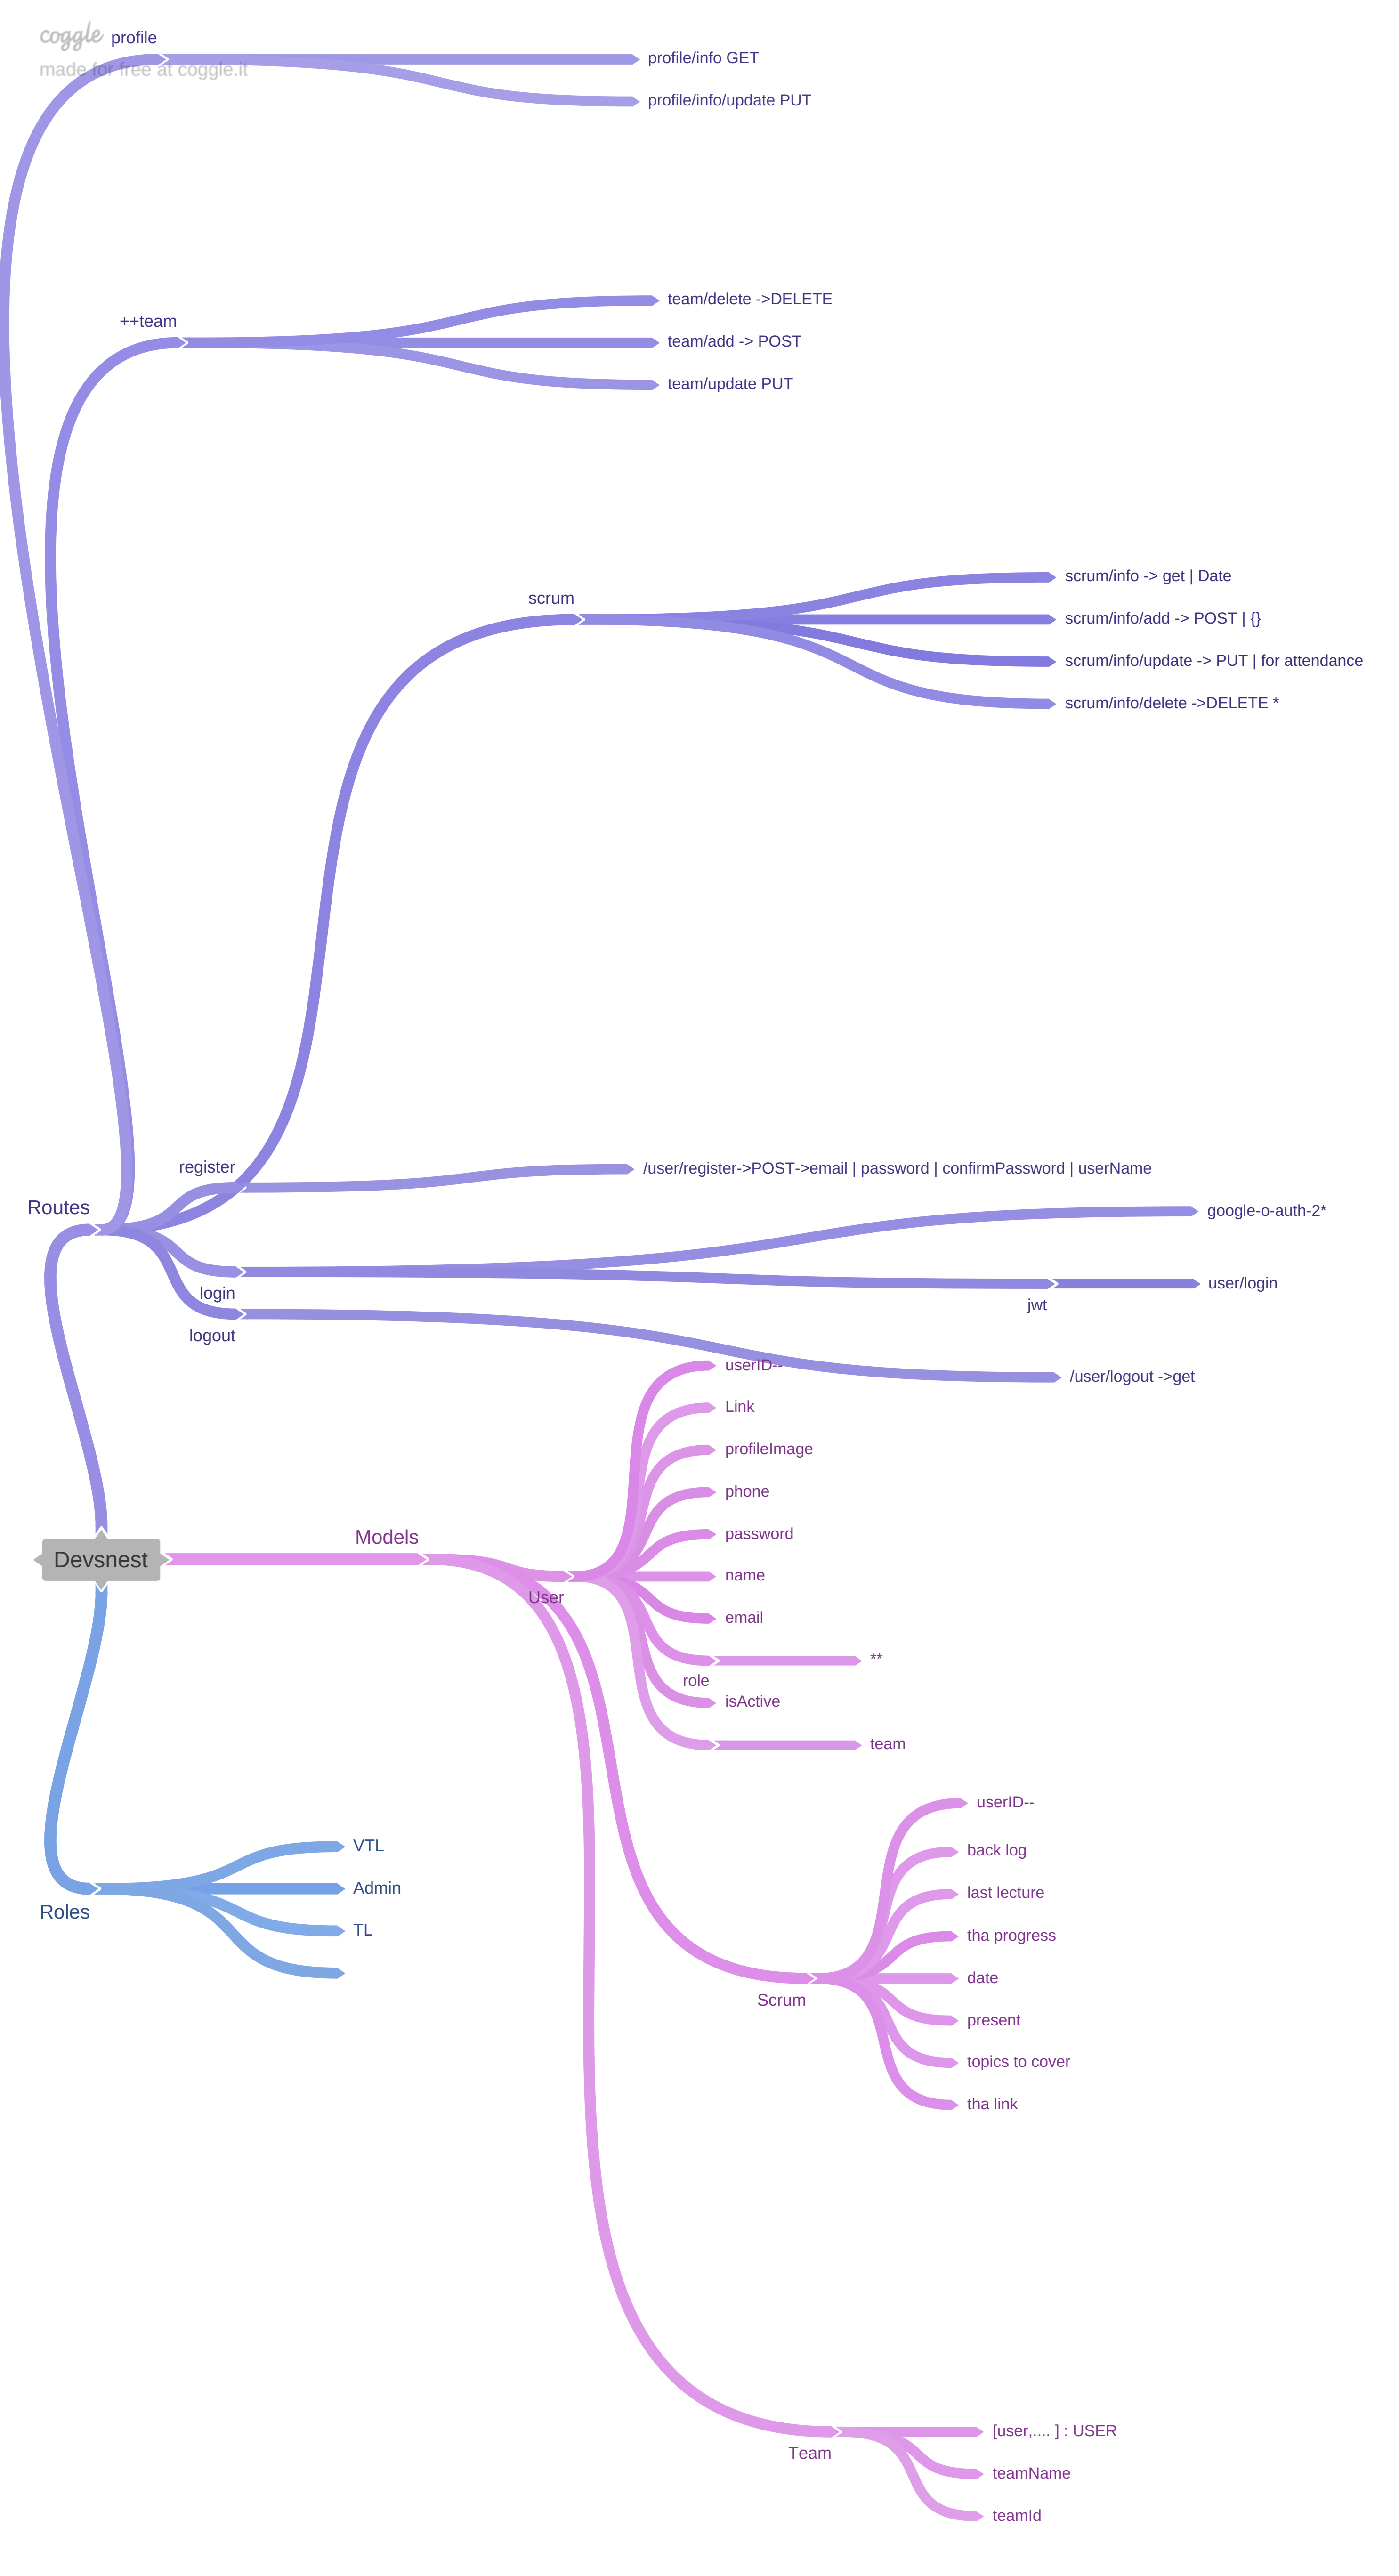 coggle
made for free at coggle.it
profile
profile/info GET
profile/info/update PUT
++team
team/delete ->DELETE
team/add -> POST
team/update PUT
scrum
scrum/info -> get | Date
scrum/info/add -> POST | {}
scrum/info/update -> PUT | for attendance
scrum/info/delete ->DELETE *
Routes
register
/user/register->POST->email | password | confirmPassword | userName
login
google-o-auth-2*
jwt
user/login
logout
/user/logout ->get
Devsnest
Models
User
userID--
Link
profileImage
phone
password
name
email
role
**
isActive
team
Scrum
userID--
back log
last lecture
tha progress
date
present
topics to cover
tha link
Team
[user,.... ] : USER
teamName
teamId
Roles
VTL
Admin
TL